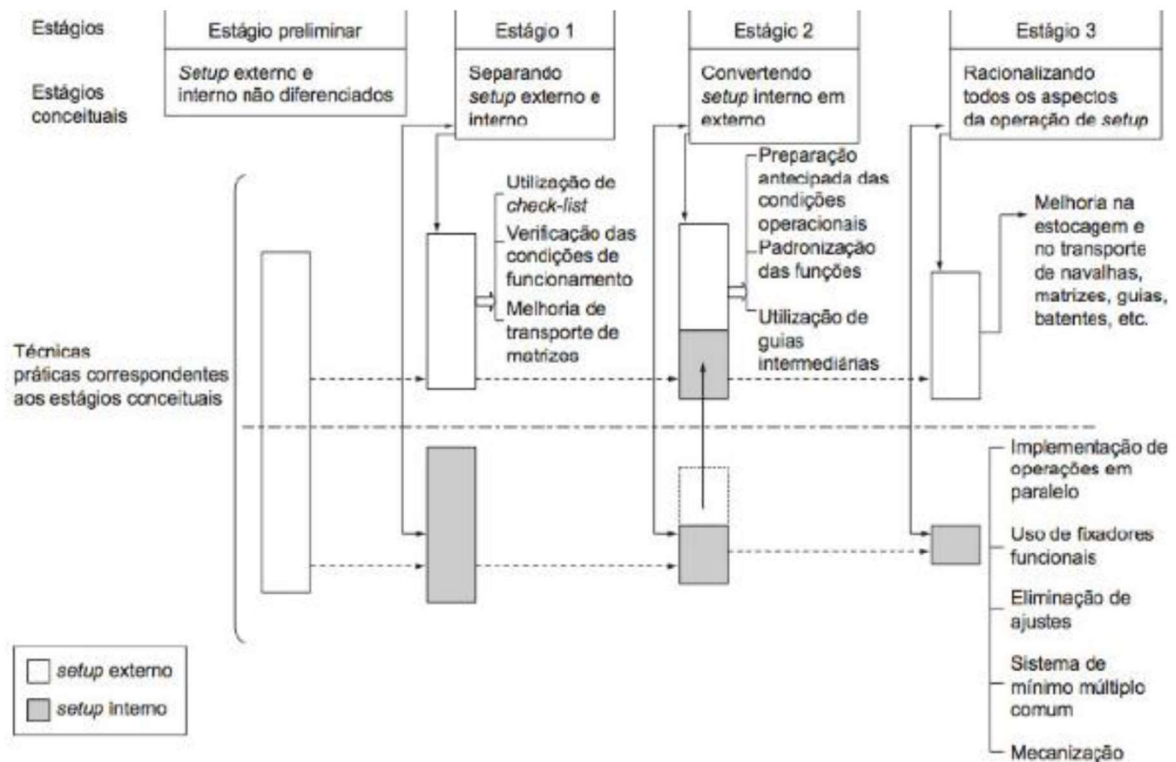 Estágios
Estágio preliminar
Estágio 1
Estágio 2
Estágio 3
Estágios
conceituais
Setup externo e
interno não diferenciados
Separando
setup externo e
interno
Convertendo
setup interno em
externo
Racionalizando
todos os aspectos
da operação de setup
Técnicas
práticas correspondentes
aos estágios conceituais
Utilização de
check-list
Verificação das
condições de
funcionamento
Melhoria de
transporte de
matrizes
Preparação
antecipada das
condições
operacionais
Padronização
das funções
Utilização de
guias
intermediárias
Melhoria na
estocagem e
no transporte
de navalhas,
matrizes, guias,
batentes, etc.
Implementação de
operações em
paralelo
Uso de fixadores
funcionais
Eliminação de
ajustes
Sistema de
mínimo múltiplo
comum
Mecanização
setup externo
setup interno